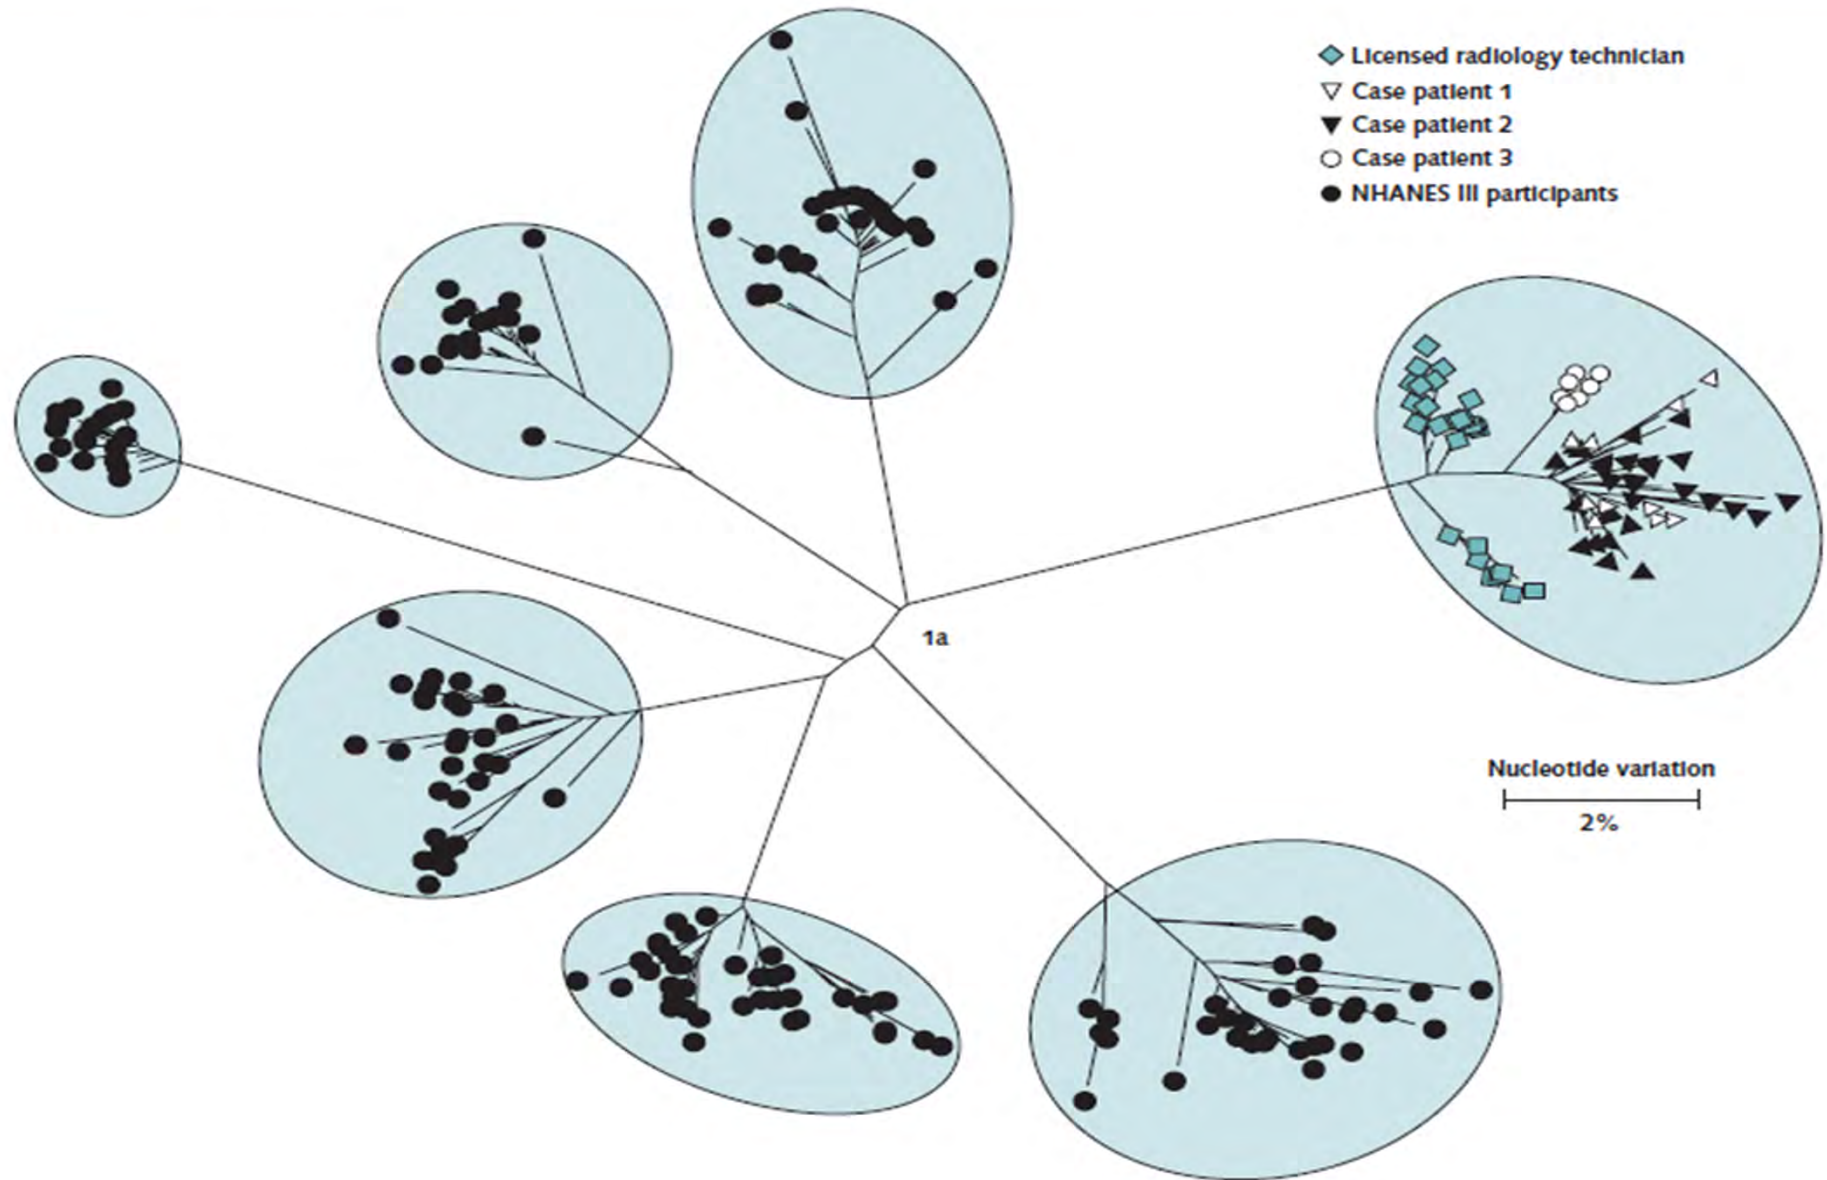 Licensed radiology technician
Case patient 1
Case patient 2
Case patient 3
NHANES III participants
1a
Nucleotide variation
2%